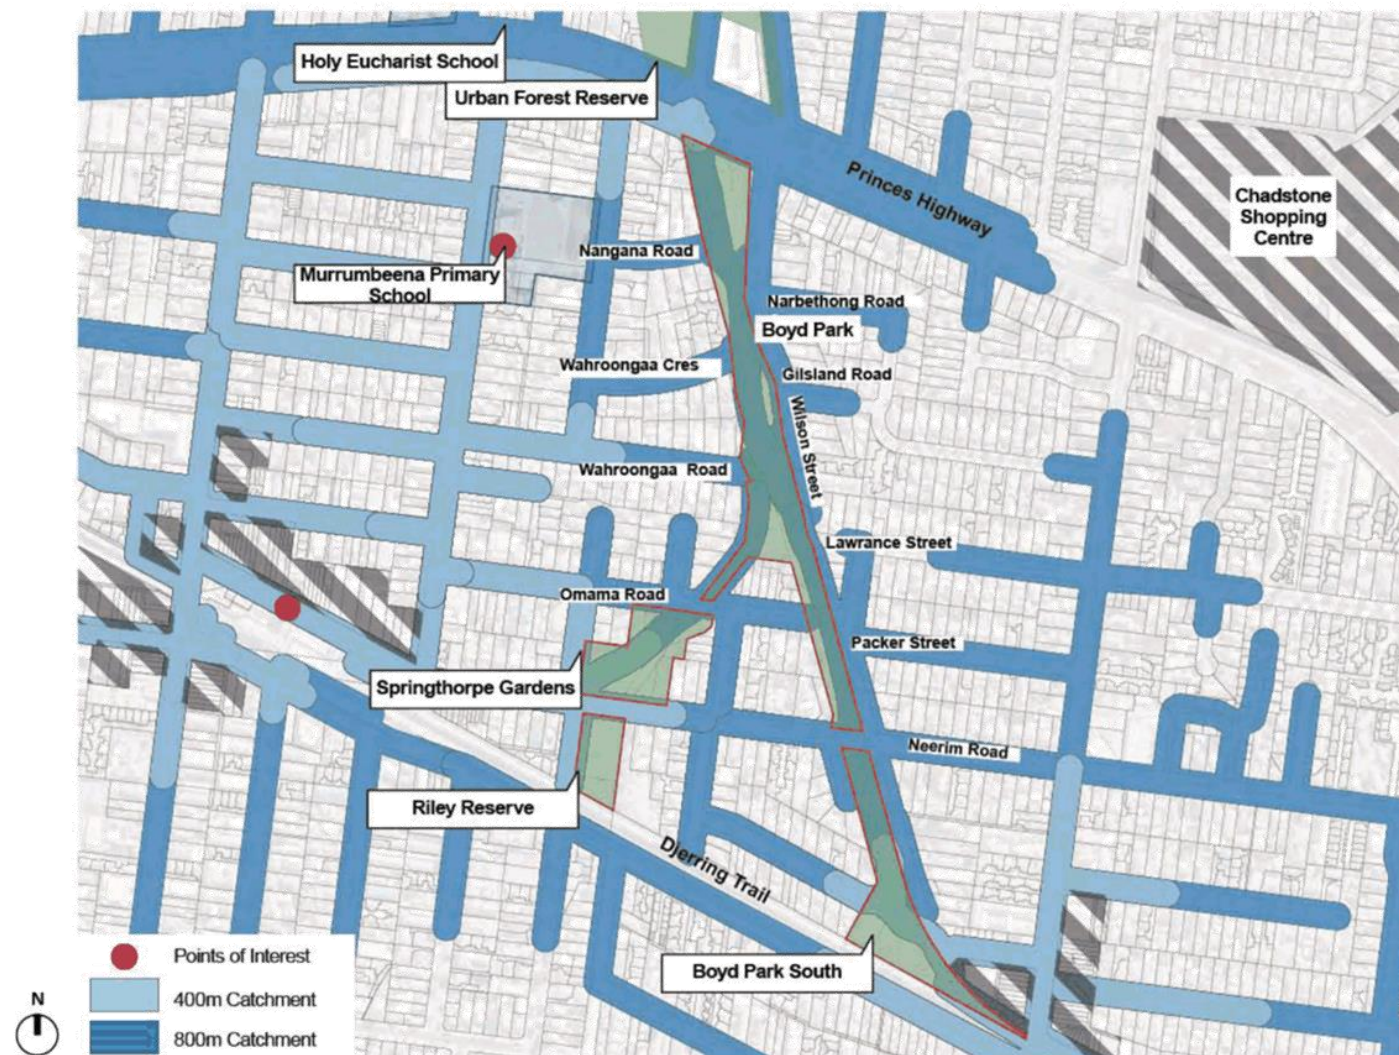 Holy Eucharist School
Urban Forest Reserve
Princes Highway
Chadstone
Shopping
Centre
Nangana Road
Murrumbeena Primary
School
Narbethong Road
Boyd Park
Wahroongaa Cres
Gilsland Road
Wilson Street
Wahroongaa Road
Lawrance Street
Omama Road
Packer Street
Springthorpe Gardens
Neerim Road
Riley Reserve
Djerring Trail
Boyd Park South
Points of Interest
400m Catchment
800m Catchment
N